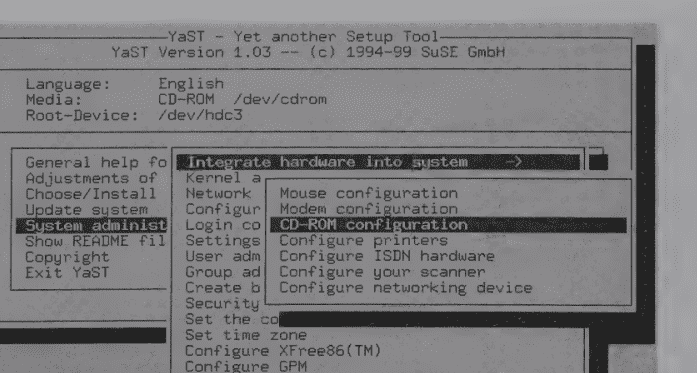 YaST - Yet another Setup Tool
YaST Version 1.03 -- (c) 1994-99 SuSE GmbH
Language: English
Media: CD-ROM /dev/cdrom
Root-Device: /dev/hdc3
General help fo
Adjustments of
Choose/Install
Update system
System administ
Show README fil
Copyright
Exit YaST
Integrate hardware into system ->
Kernel a
Network
Configur
Login co
Settings
User adm
Group ad
Create b
Security
Set the co
Set time zone
Configure XFree86(TM)
Configure GPM
Mouse configuration
Modem configuration
CD-ROM configuration
Configure printers
Configure ISDN hardware
Configure your scanner
Configure networking device